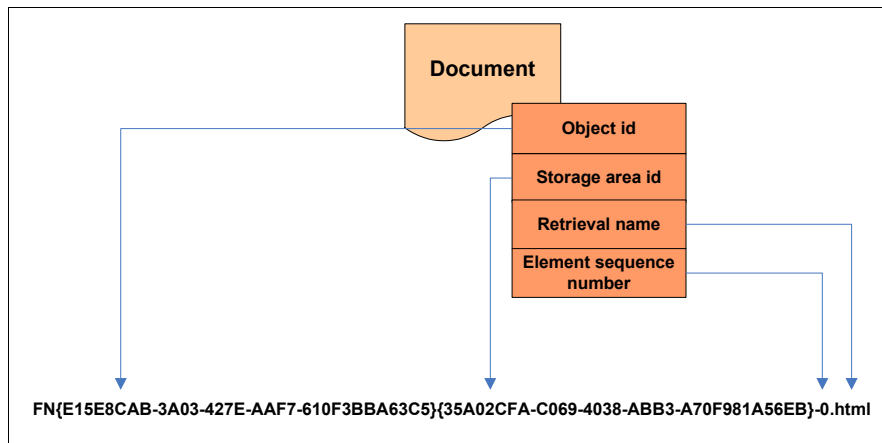 Document
Object id
Storage area id
Retrieval name
Element sequence
number
FN{E15E8CAB-3A03-427E-AAF7-610F3BBA63C5}{35A02CFA-C069-4038-ABB3-A70F981A56EB}-0.html